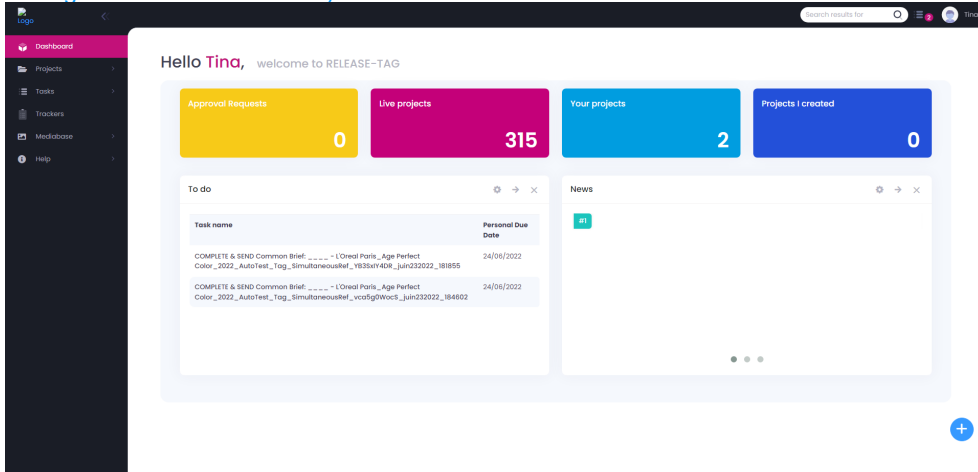 Logo
Search results for
2
Tina
Dashboard
Projects
Tasks
Trackers
Mediabase
Help
Hello Tina, welcome to RELEASE-TAG
Approval Requests
0
Live projects
315
Your projects
2
Projects I created
0
To do
Task name
Personal Due
Date
COMPLETE & SEND Common Brief: ____ - L'Oreal Paris_Age Perfect
Color_2022_AutoTest_Tag_SimultaneousRef_YB3SxIY4DR_juin232022_181855
24/06/2022
COMPLETE & SEND Common Brief: ____ - L'Oreal Paris_Age Perfect
Color_2022_AutoTest_Tag_SimultaneousRef_vca5g0WocS_juin232022_184602
24/06/2022
News
#1